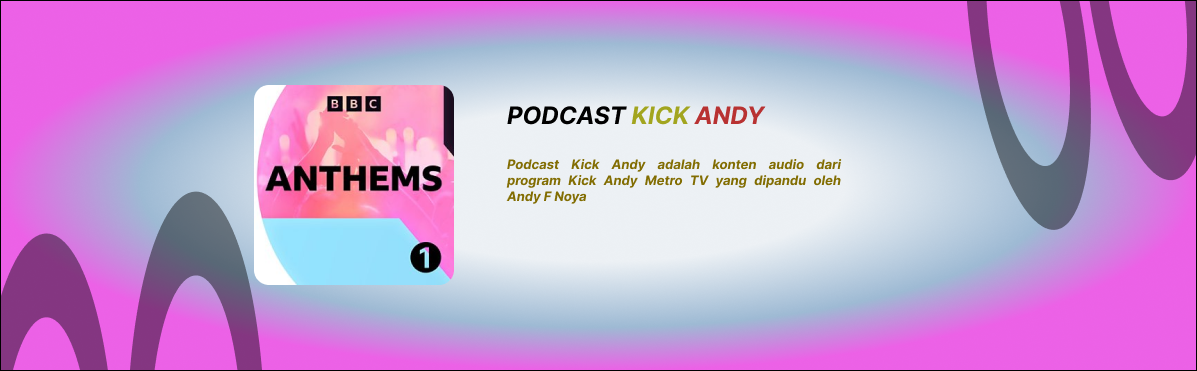 BBC
ANTHEMS
1
PODCAST KICK ANDY
Podcast Kick Andy adalah konten audio dari
program Kick Andy Metro TV yang dipandu oleh
Andy F Noya